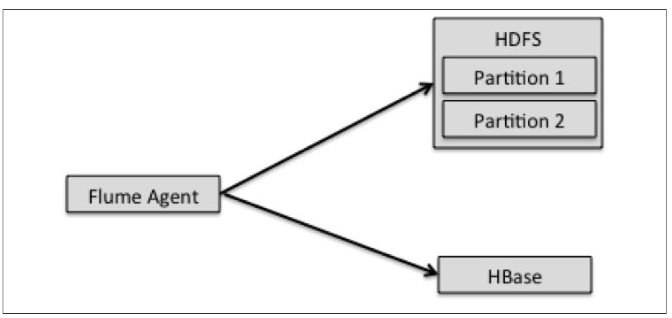 HDFS
Partition 1
Partition 2
Flume Agent
HBase